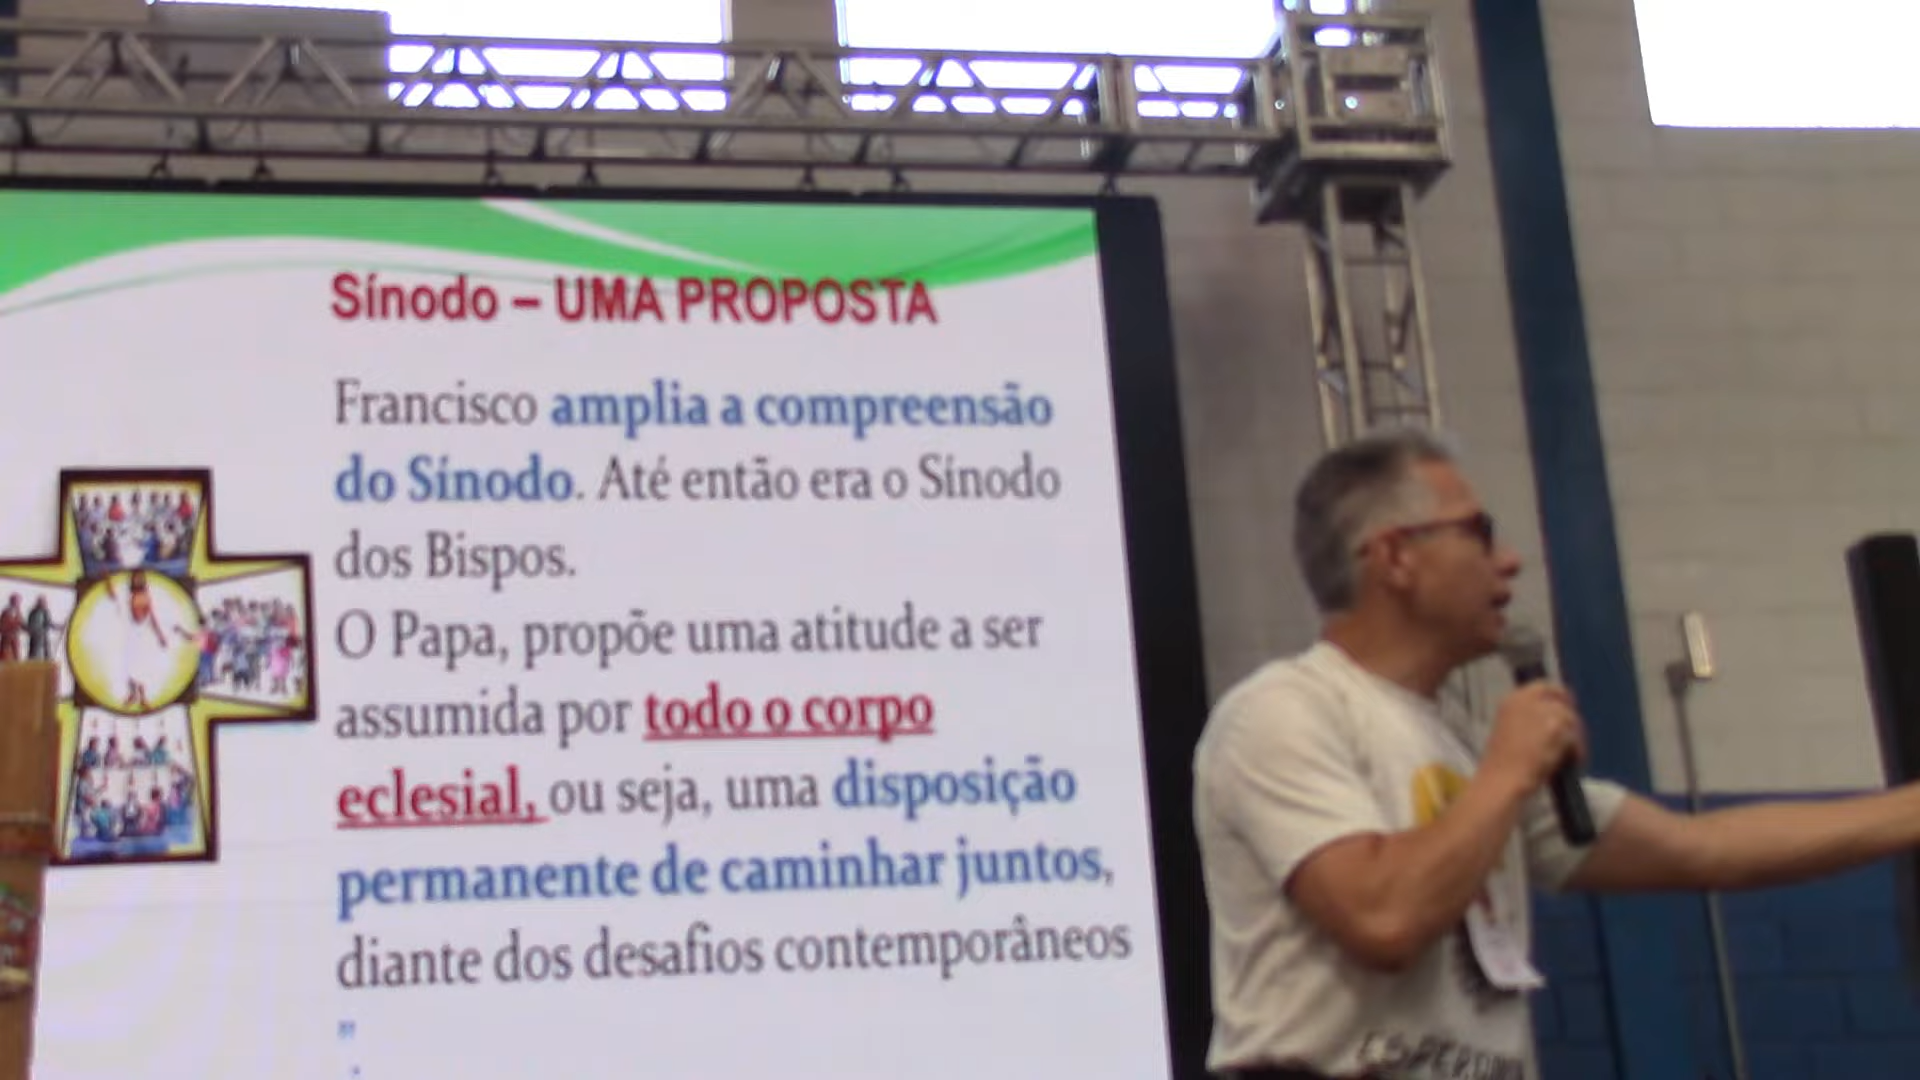 Sínodo – UMA PROPOSTA
Francisco amplia a compreensão
do Sínodo. Até então era o Sínodo
dos Bispos.
O Papa, propõe uma atitude a ser
assumida por todo o corpo
eclesial, ou seja, uma disposição
permanente de caminhar juntos,
diante dos desafios contemporâneos
"
.